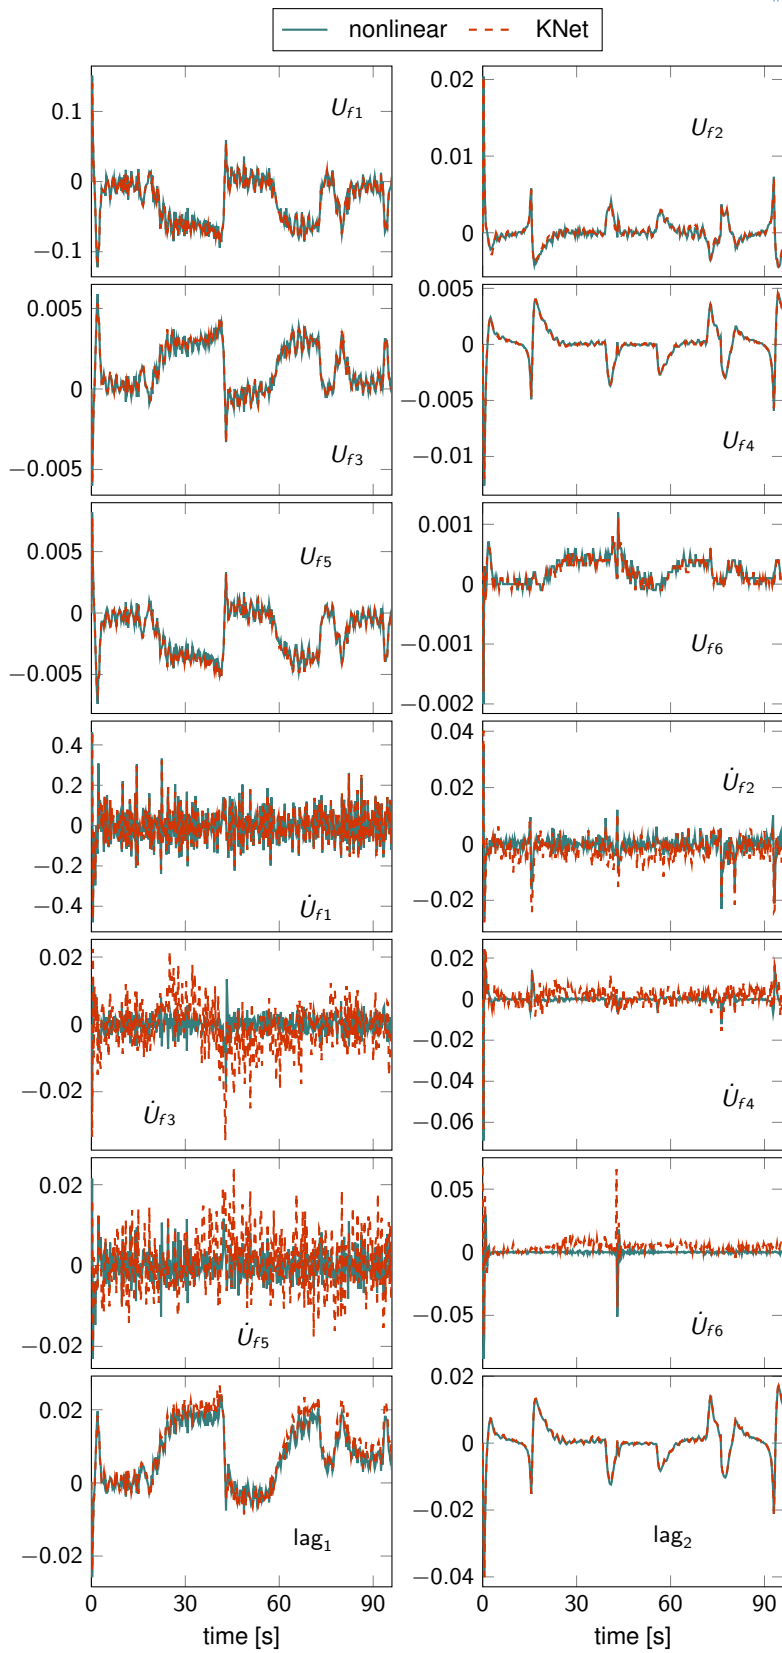 nonlinear KNet
0.1
0
−0.1
U_f1
0.02
0.01
0
U_f2
0.005
0
−0.005
U_f3
0.005
0
−0.005
−0.01
U_f4
0.005
0
−0.005
U_f5
0.001
0
−0.001
−0.002
U_f6
0.4
0.2
0
−0.2
−0.4
U̇_f1
0.04
0.02
0
−0.02
U̇_f2
0.02
0
−0.02
U̇_f3
0.02
0
−0.02
−0.04
−0.06
U̇_f4
0.02
0
−0.02
U̇_f5
0.05
0
−0.05
U̇_f6
0.02
0
−0.02
lag₁
0 30 60 90
time [s]
0.02
0
−0.02
−0.04
lag₂
0 30 60 90
time [s]